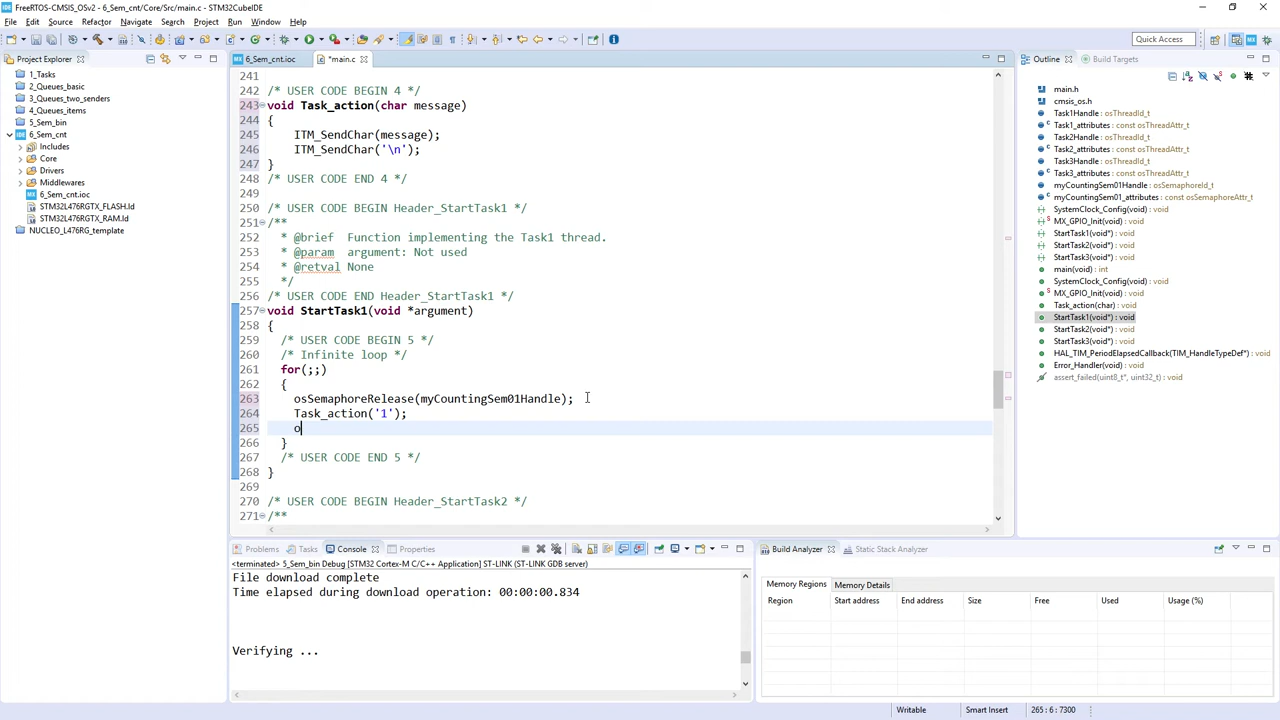 FreeRTOS-CMSIS_OSv2 - 6_Sem_cnt/Core/Src/main.c - STM32CubeIDE
File Edit Source Refactor Navigate Search Project Run Window Help
Quick Access
Project Explorer
1_Tasks
2_Queues_basic
3_Queues_two_senders
4_Queues_items
5_Sem_bin
6_Sem_cnt
Includes
Core
Drivers
Middlewares
6_Sem_cnt.ioc
STM32L476RGTX_FLASH.ld
STM32L476RGTX_RAM.ld
NUCLEO_L476RG_template
6_Sem_cnt.ioc
*main.c
241
242 /* USER CODE BEGIN 4 */
243 void Task_action(char message)
244 {
245 ITM_SendChar(message);
246 ITM_SendChar('\n');
247 }
248 /* USER CODE END 4 */
249
250 /* USER CODE BEGIN Header_StartTask1 */
251 /**
252 * @brief Function implementing the Task1 thread.
253 * @param argument: Not used
254 * @retval None
255 */
256 /* USER CODE END Header_StartTask1 */
257 void StartTask1(void *argument)
258 {
259 /* USER CODE BEGIN 5 */
260 /* Infinite loop */
261 for(;;)
262 {
263 osSemaphoreRelease(myCountingSem01Handle);
264 Task_action('1');
265 o
266 }
267 /* USER CODE END 5 */
268 }
269
270 /* USER CODE BEGIN Header_StartTask2 */
271 /**
Outline
Build Targets
main.h
cmsis_os.h
Task1Handle : osThreadId_t
Task1_attributes : const osThreadAttr_t
Task2Handle : osThreadId_t
Task2_attributes : const osThreadAttr_t
Task3Handle : osThreadId_t
Task3_attributes : const osThreadAttr_t
myCountingSem01Handle : osSemaphoreId_t
myCountingSem01_attributes : const osSemaphoreAttr_t
SystemClock_Config(void) : void
MX_GPIO_Init(void) : void
StartTask1(void*) : void
StartTask2(void*) : void
StartTask3(void*) : void
main(void) : int
SystemClock_Config(void) : void
MX_GPIO_Init(void) : void
Task_action(char) : void
StartTask1(void*) : void
StartTask2(void*) : void
StartTask3(void*) : void
HAL_TIM_PeriodElapsedCallback(TIM_HandleTypeDef*) : void
Error_Handler(void) : void
assert_failed(uint8_t*, uint32_t) : void
Problems Tasks Console Properties
<terminated> 5_Sem_bin Debug [STM32 Cortex-M C/C++ Application] ST-LINK (ST-LINK GDB server)
File download complete
Time elapsed during download operation: 00:00:00.834
Verifying ...
Build Analyzer Static Stack Analyzer
Memory Regions Memory Details
Region Start address End address Size Free Used Usage (%)
Writable Smart Insert 265 : 6 : 7300